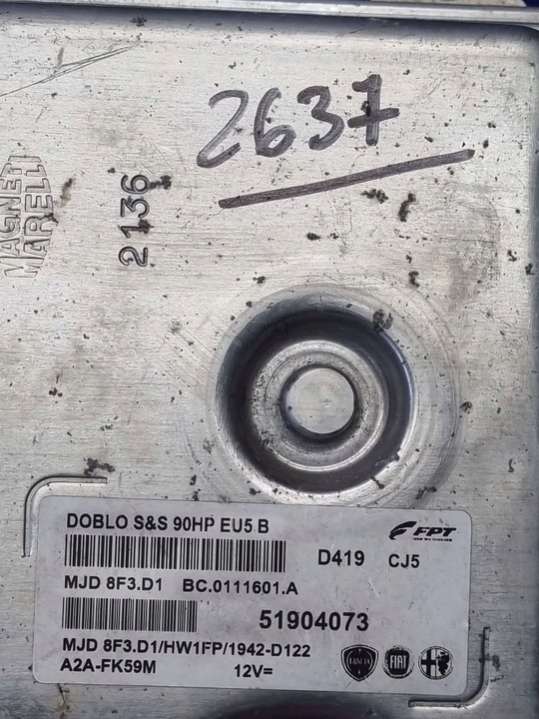 2637
MAGNETI
MARELLI
2136
DOBLO S&S 90HP EU5 B
FPT
D419 CJ5
MJD 8F3.D1 BC.0111601.A
51904073
MJD 8F3.D1/HW1FP/1942-D122
A2A-FK59M 12V=
LANCIA
FIAT